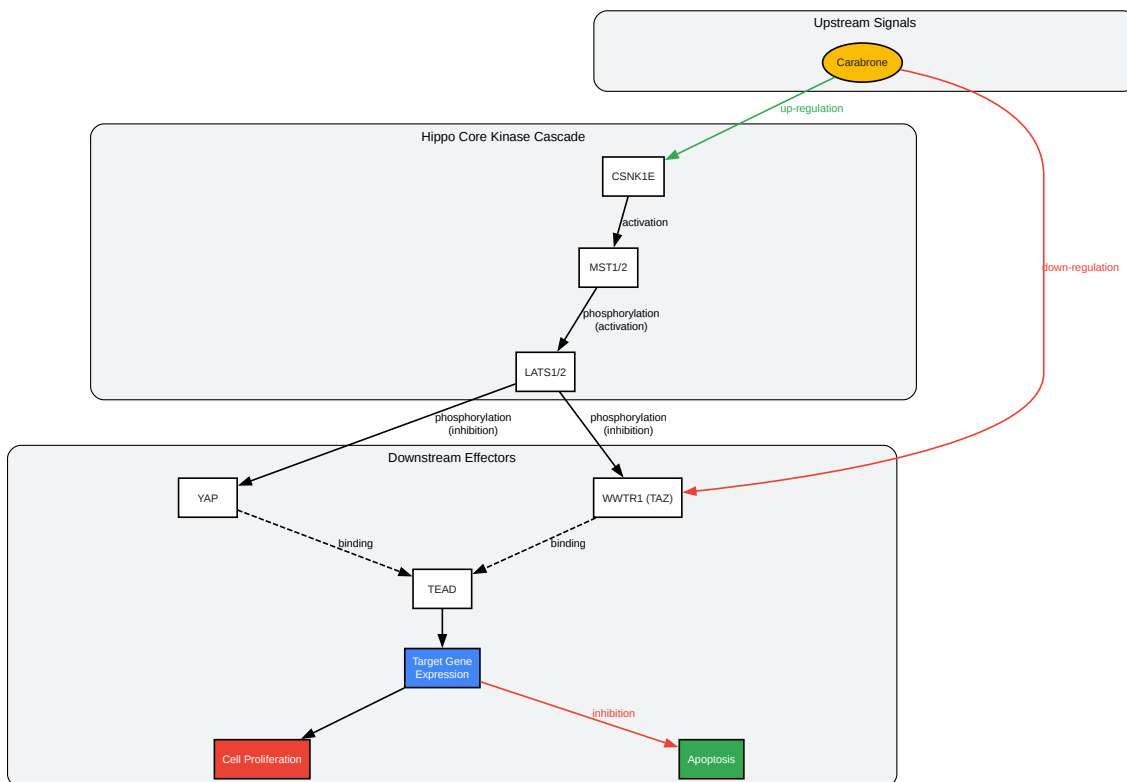 Upstream Signals
Carabrone
up-regulation
Hippo Core Kinase Cascade
CSNK1E
activation
MST1/2
down-regulation
phosphorylation
(activation)
LATS1/2
phosphorylation
(inhibition)
phosphorylation
(inhibition)
Downstream Effectors
YAP
WWTR1 (TAZ)
binding
binding
TEAD
Target Gene
Expression
inhibition
Cell Proliferation
Apoptosis